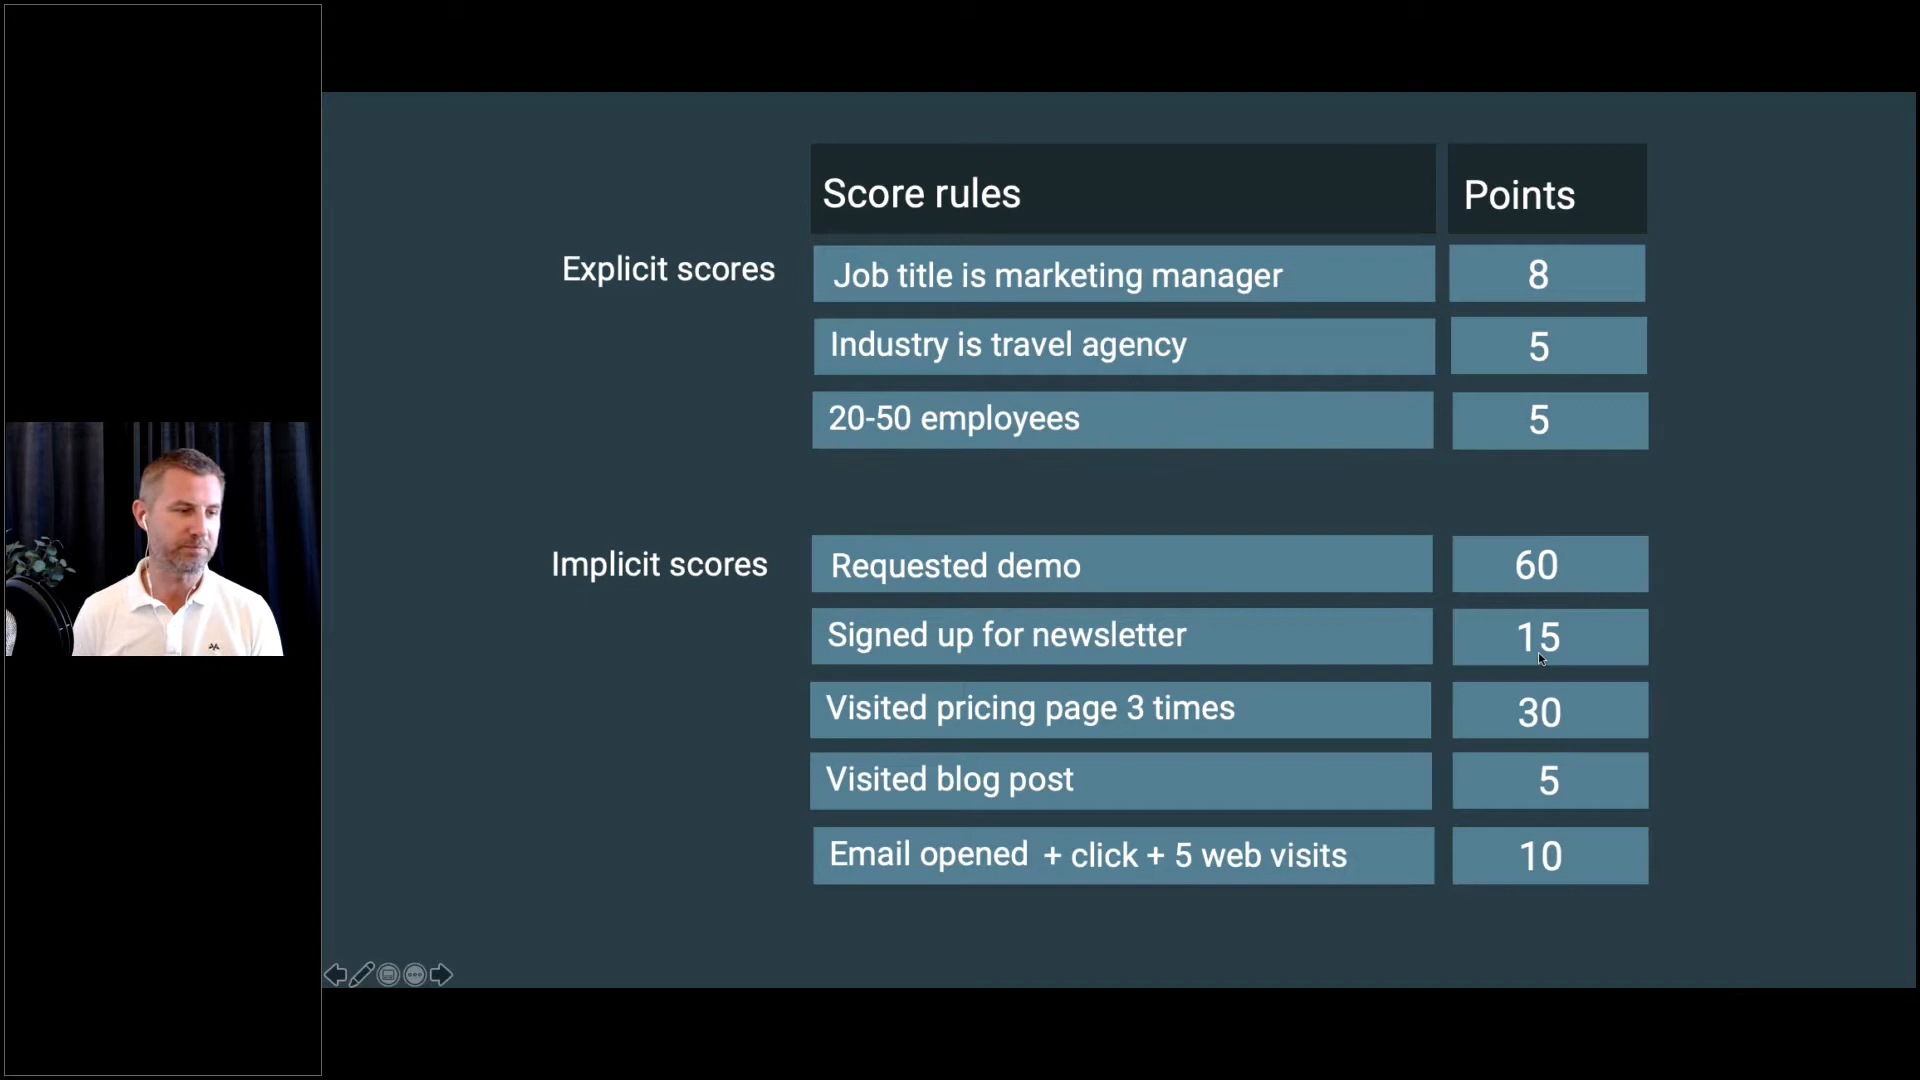 Score rules Points
Explicit scores Job title is marketing manager 8
Industry is travel agency 5
20-50 employees 5
Implicit scores Requested demo 60
Signed up for newsletter 15
Visited pricing page 3 times 30
Visited blog post 5
Email opened + click + 5 web visits 10